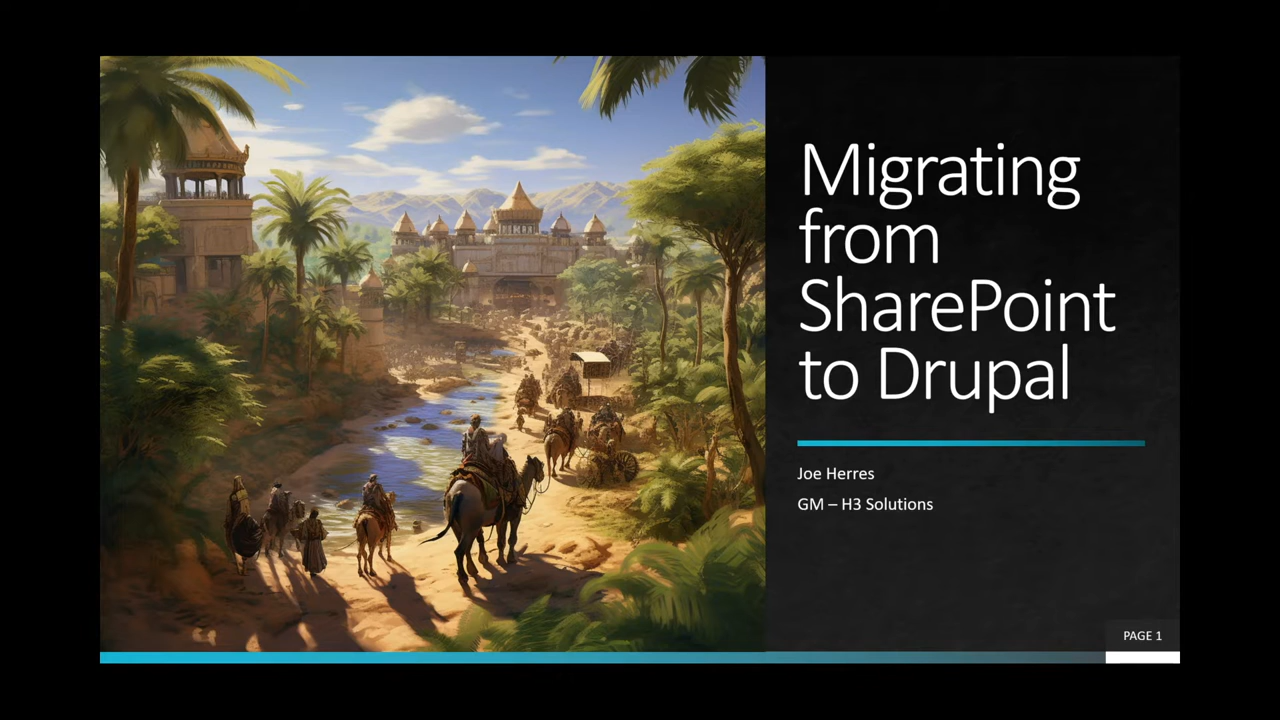 Migrating
from
SharePoint
to Drupal
Joe Herres
GM – H3 Solutions
PAGE 1